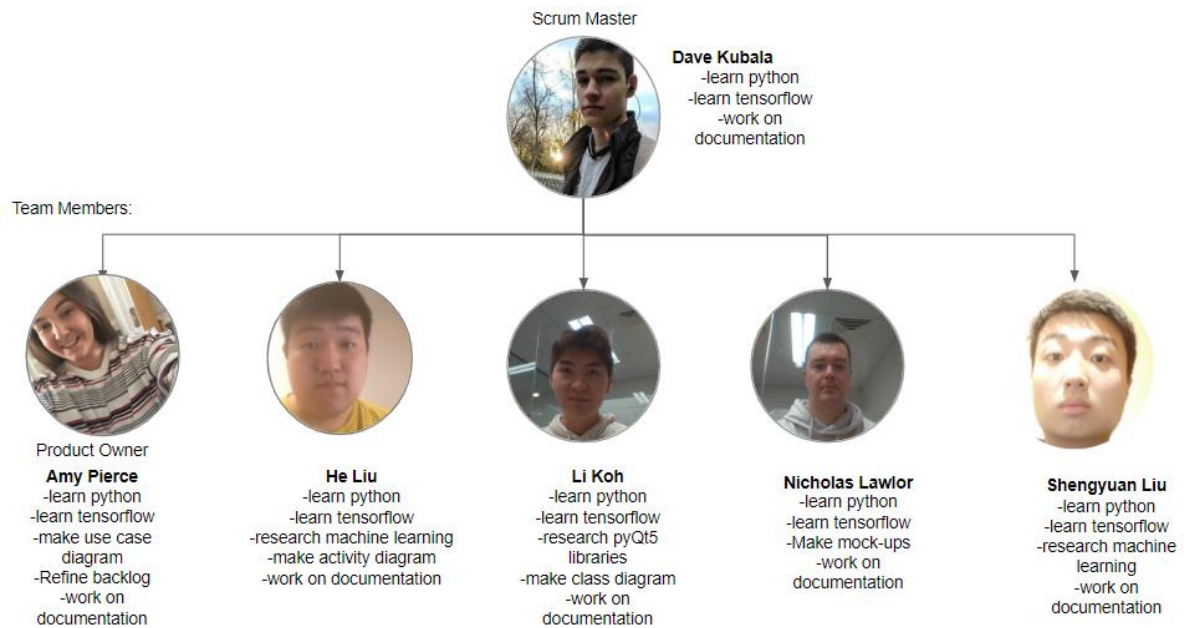 Scrum Master
Dave Kubala
-learn python
-learn tensorflow
-work on
documentation
Team Members:
Product Owner
Amy Pierce
-learn python
-learn tensorflow
-make use case
diagram
-Refine backlog
-work on
documentation
He Liu
-learn python
-learn tensorflow
-research machine learning
-make activity diagram
-work on documentation
Li Koh
-learn python
-learn tensorflow
-research pyQt5
libraries
-make class diagram
-work on
documentation
Nicholas Lawlor
-learn python
-learn tensorflow
-Make mock-ups
-work on
documentation
Shengyuan Liu
-learn python
-learn tensorflow
-research machine
learning
-work on
documentation